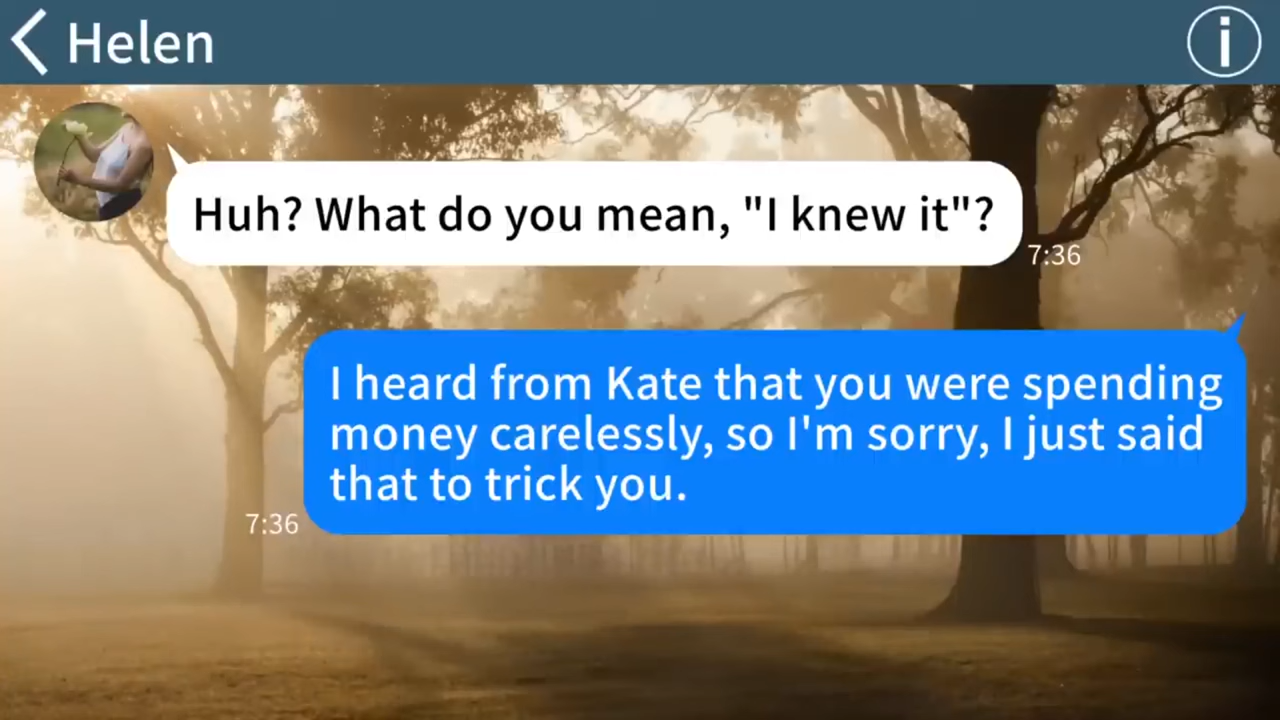 Helen
Huh? What do you mean, "I knew it"?
7:36
I heard from Kate that you were spending
money carelessly, so I'm sorry, I just said
that to trick you.
7:36